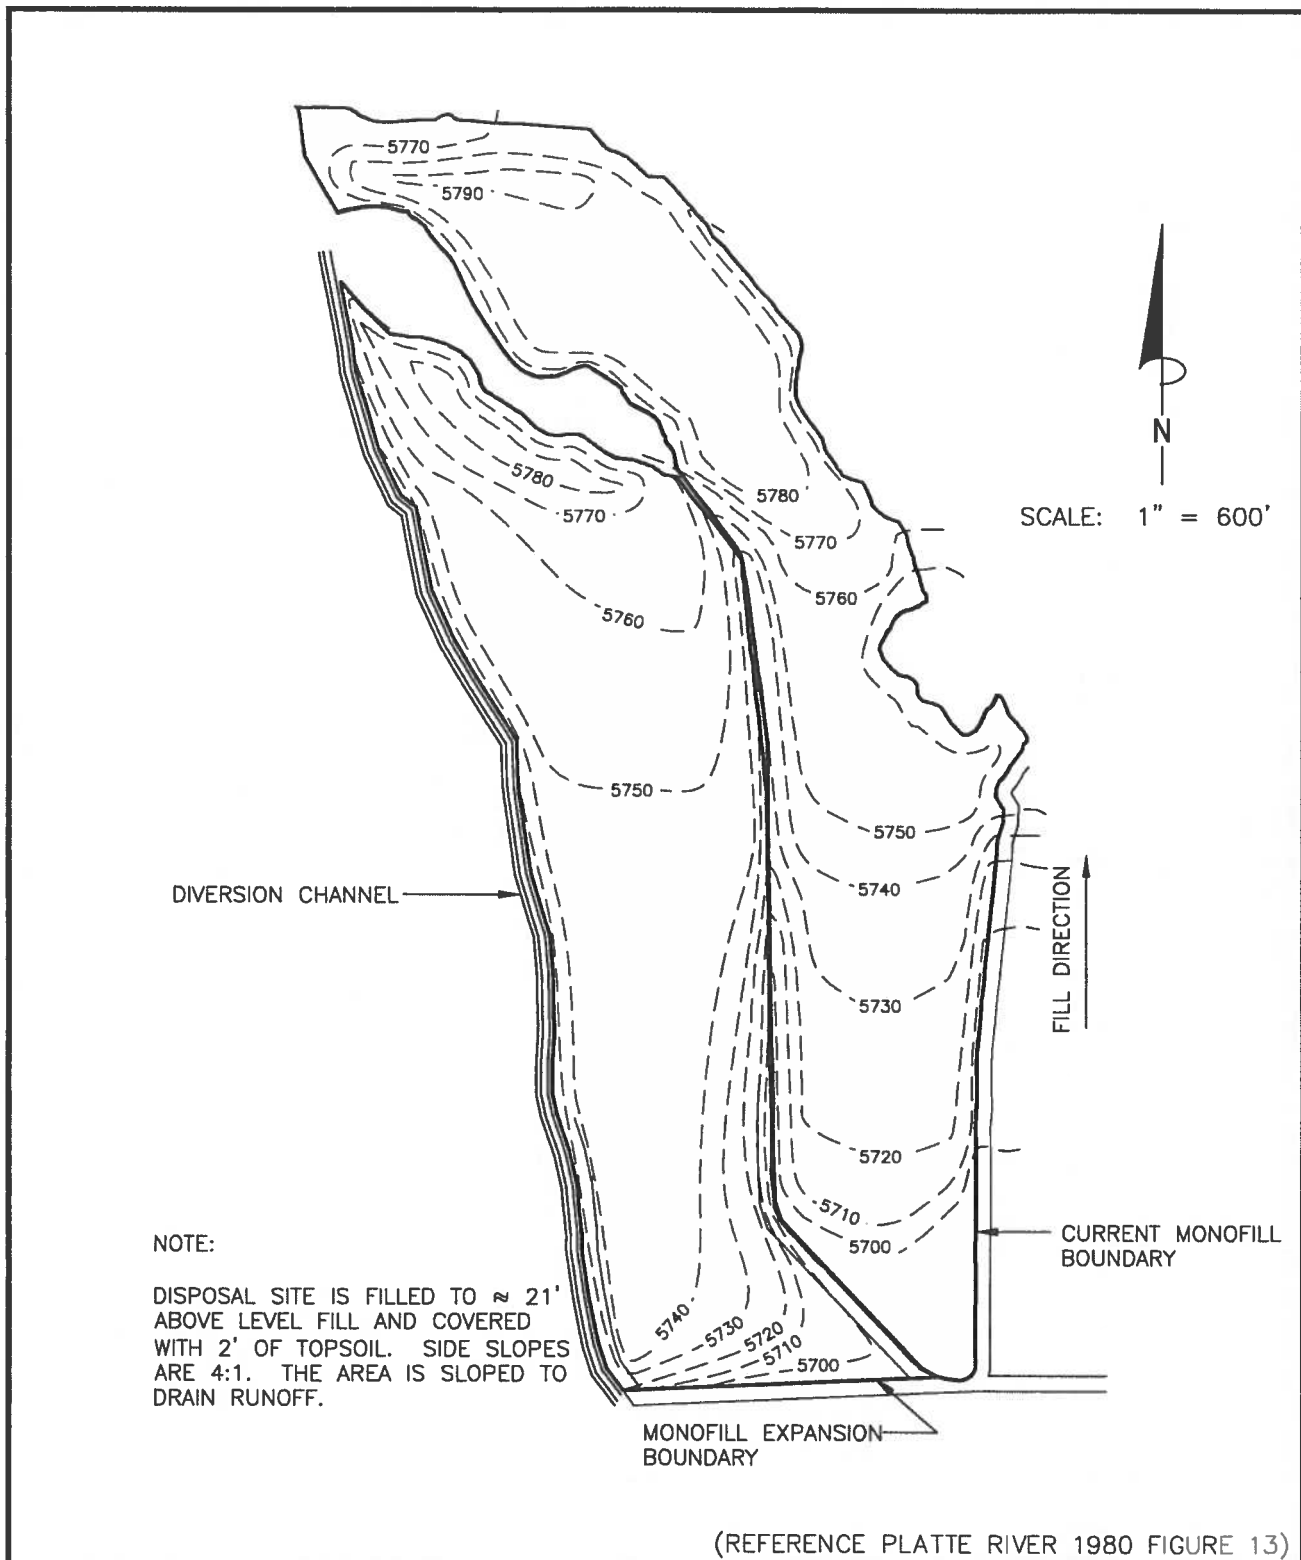 5770
5790
N
SCALE: 1" = 600'
5780
5780
5770
5770
5760
5760
5750
5750
5740
DIVERSION CHANNEL
FILL DIRECTION
5730
5720
5710
5700
CURRENT MONOFILL
BOUNDARY
NOTE:
DISPOSAL SITE IS FILLED TO ≈ 21'
ABOVE LEVEL FILL AND COVERED
WITH 2' OF TOPSOIL. SIDE SLOPES
ARE 4:1. THE AREA IS SLOPED TO
DRAIN RUNOFF.
5740
5730
5720
5710
5700
MONOFILL EXPANSION
BOUNDARY
(REFERENCE PLATTE RIVER 1980 FIGURE 13)